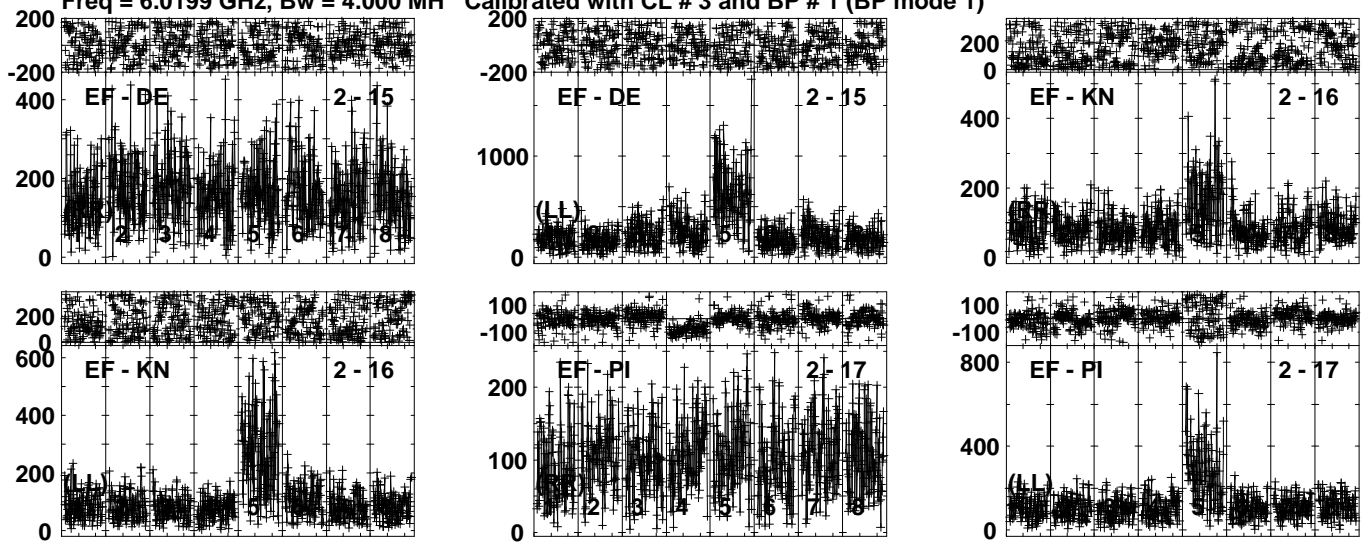 Freq = 6.0199 GHz, Bw = 4.000 MH Calibrated with CL # 3 and BP # 1 (BP mode 1)
200
-200
EF - DE 2 - 15
400
200
0
2 3 4 5 6 7 8
200
-200
EF - DE 2 - 15
1000
(LL)
0
5
200
0
EF - KN 2 - 16
400
200
(RR)
0
200
0
EF - KN 2 - 16
600
400
200
(LL)
0
5
100
-100
EF - PI 2 - 17
200
100
(RR)
0
2 3 4 5 6 7 8
100
-100
EF - PI 2 - 17
800
400
(LL)
0
5